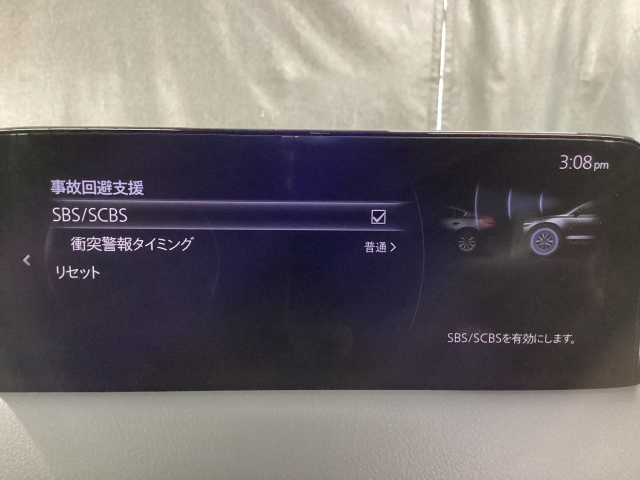 3:08pm
事故回避支援
SBS/SCBS
衝突警報タイミング 普通
リセット
SBS/SCBSを有効にします。